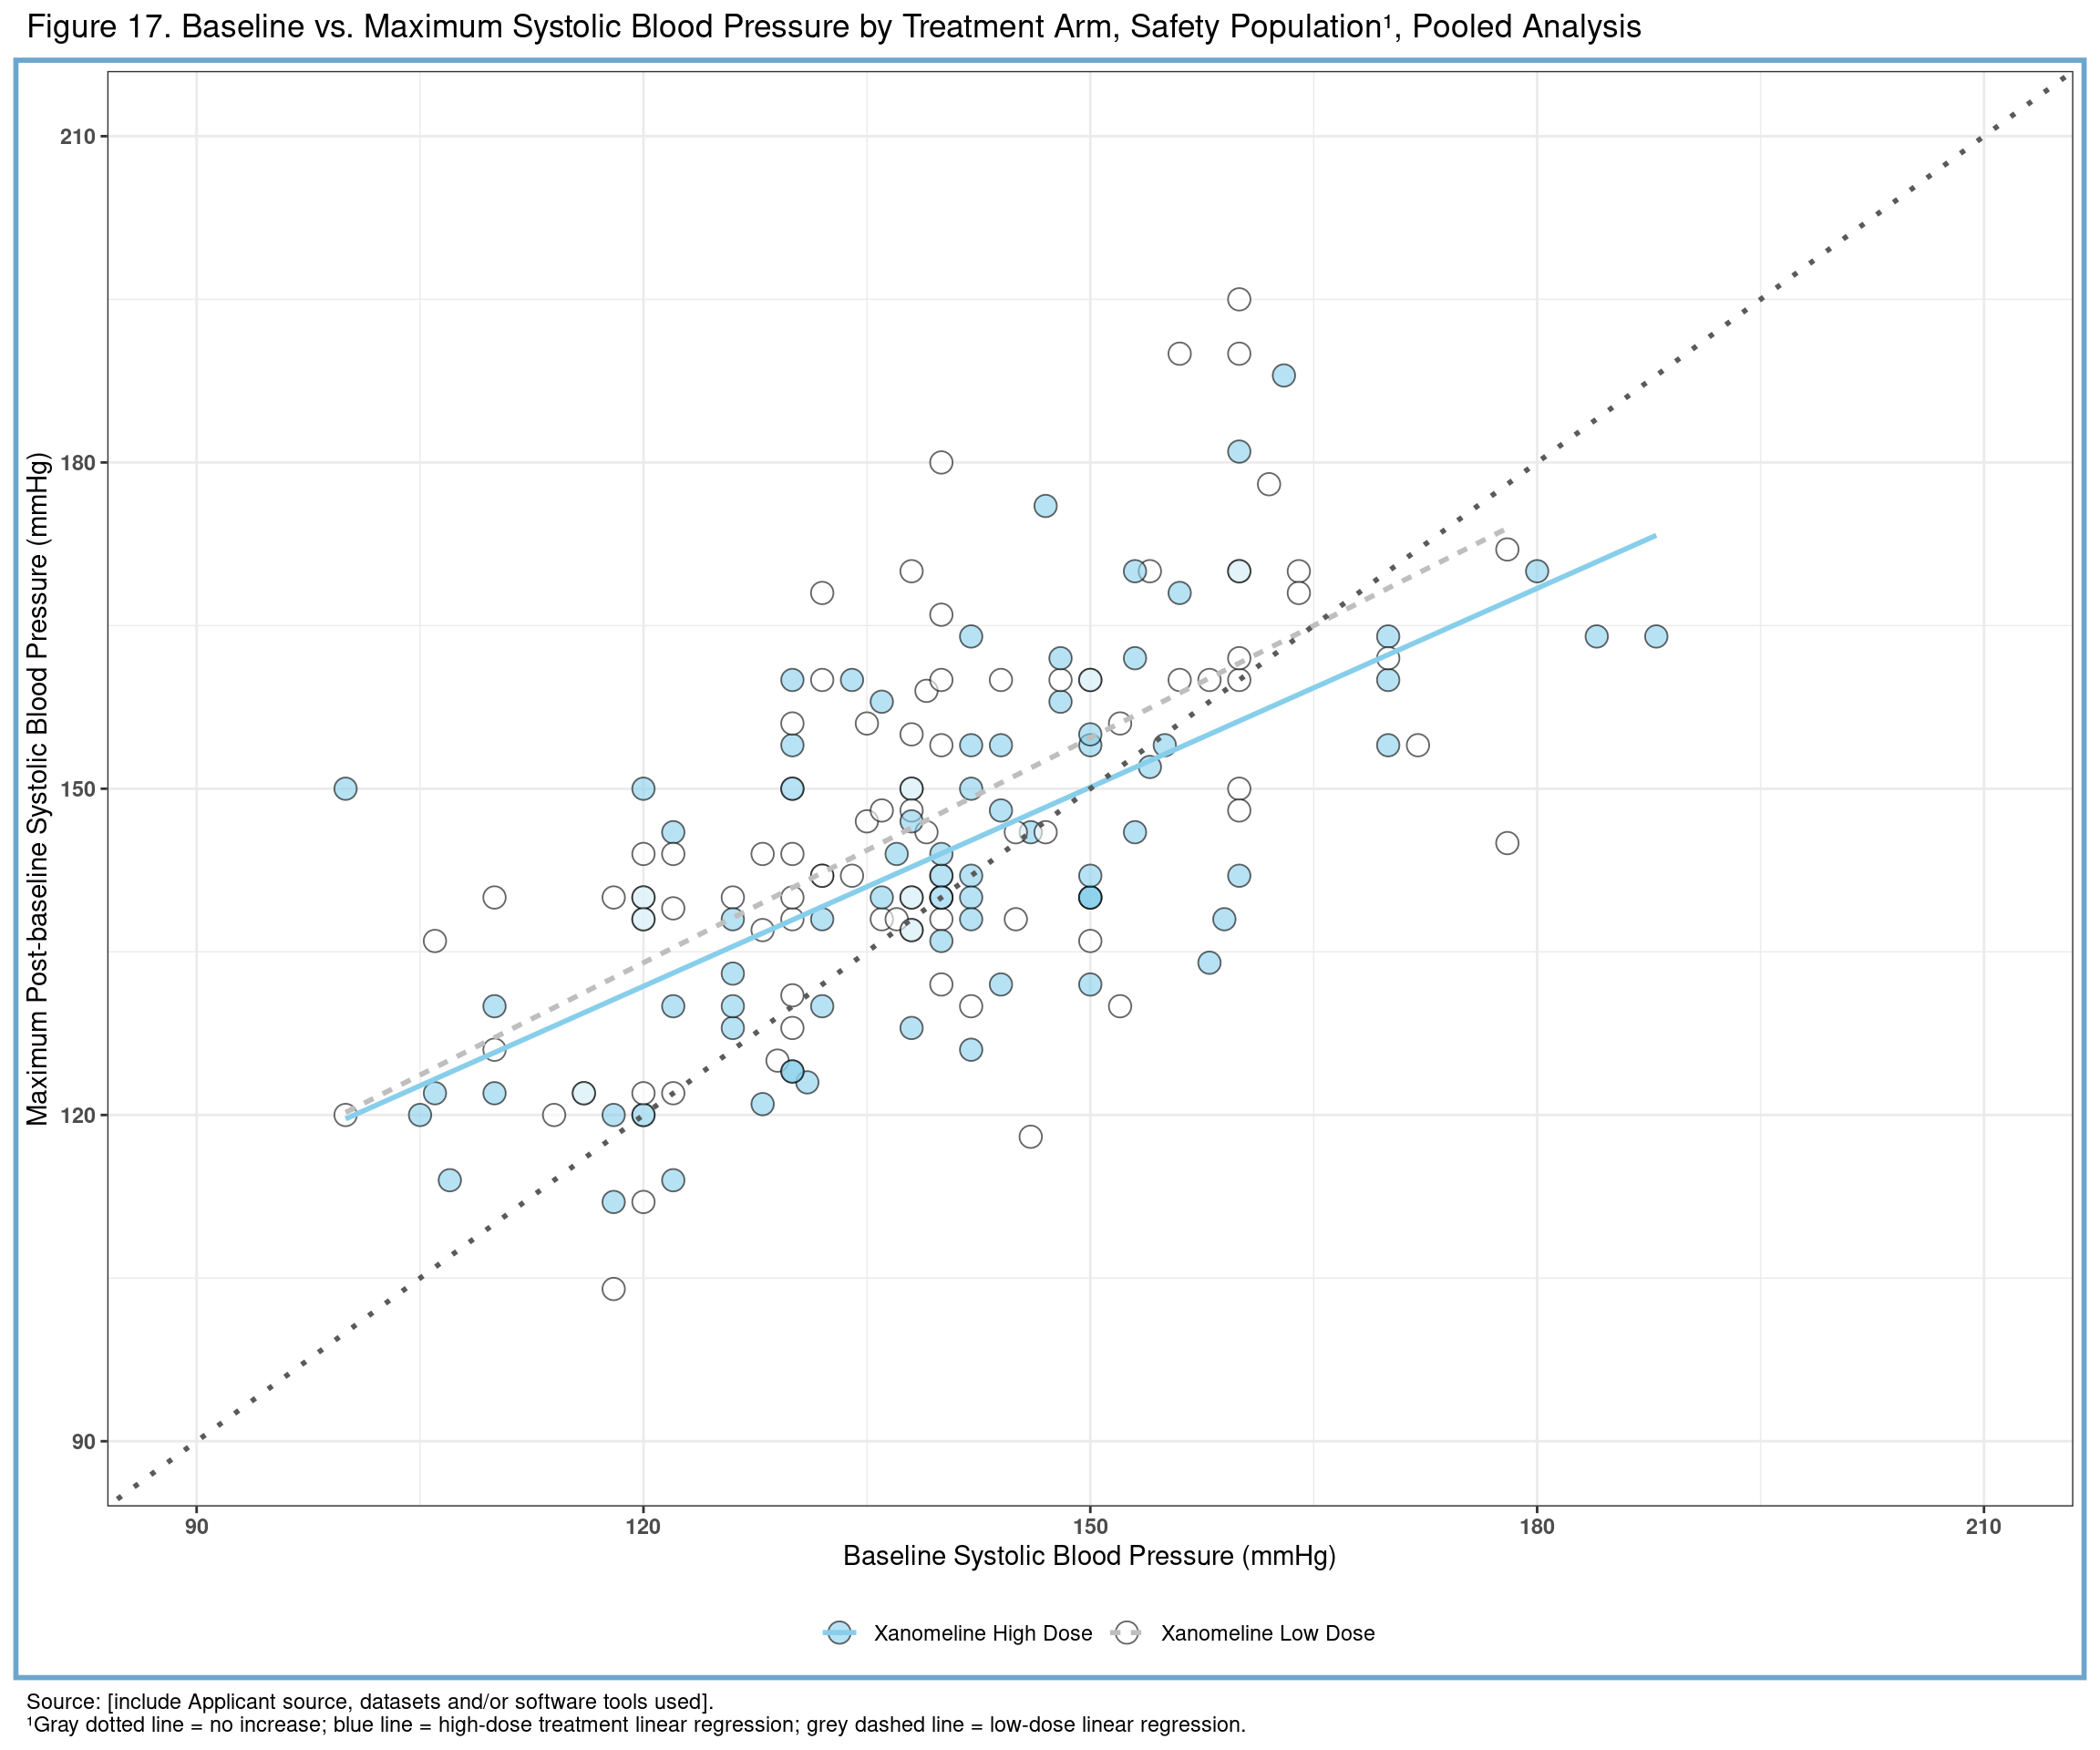 Figure 17. Baseline vs. Maximum Systolic Blood Pressure by Treatment Arm, Safety Population¹, Pooled Analysis
Maximum Post-baseline Systolic Blood Pressure (mmHg)
210
180
150
120
90
90
120
150
180
210
Baseline Systolic Blood Pressure (mmHg)
Xanomeline High Dose
Xanomeline Low Dose
Source: [include Applicant source, datasets and/or software tools used].
¹Gray dotted line = no increase; blue line = high-dose treatment linear regression; grey dashed line = low-dose linear regression.